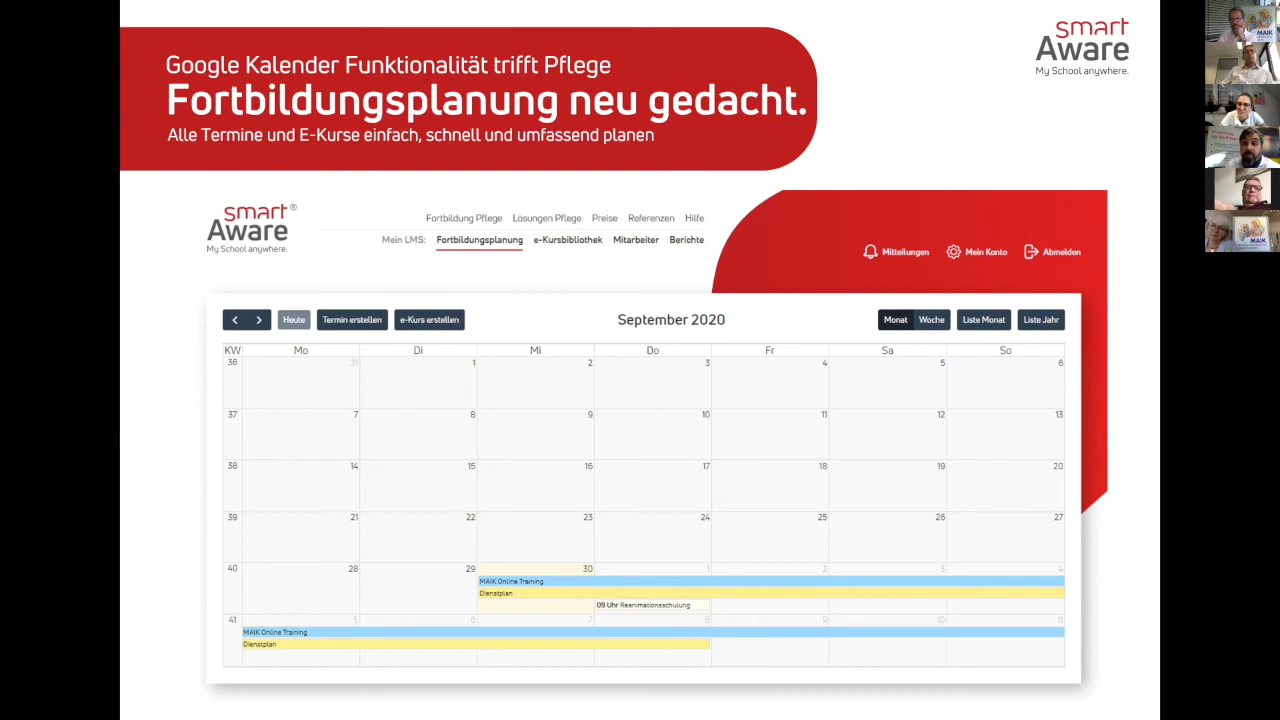 Google Kalender Funktionalität trifft Pflege
Fortbildungsplanung neu gedacht.
Alle Termine und E-Kurse einfach, schnell und umfassend planen
smart
Aware
My School anywhere.
smart ®
Aware
My School anywhere.
Fortbildung Pflege Lösungen Pflege Preise Referenzen Hilfe
Mein LMS: Fortbildungsplanung e-Kursbibliothek Mitarbeiter Berichte
Mitteilungen Mein Konto Abmelden
Heute Termin erstellen e-Kurs erstellen September 2020 Monat Woche Liste Monat Liste Jahr
KW Mo Di Mi Do Fr Sa So
36 31 1 2 3 4 5 6
37 7 8 9 10 11 12 13
38 14 15 16 17 18 19 20
39 21 22 23 24 25 26 27
40 28 29 30 1 2 3 4
MAIK Online Training
Dienstplan
09 Uhr Reanimationsschulung
41 5 6 7 8 9 10 11
MAIK Online Training
Dienstplan
MAIK
MAIK